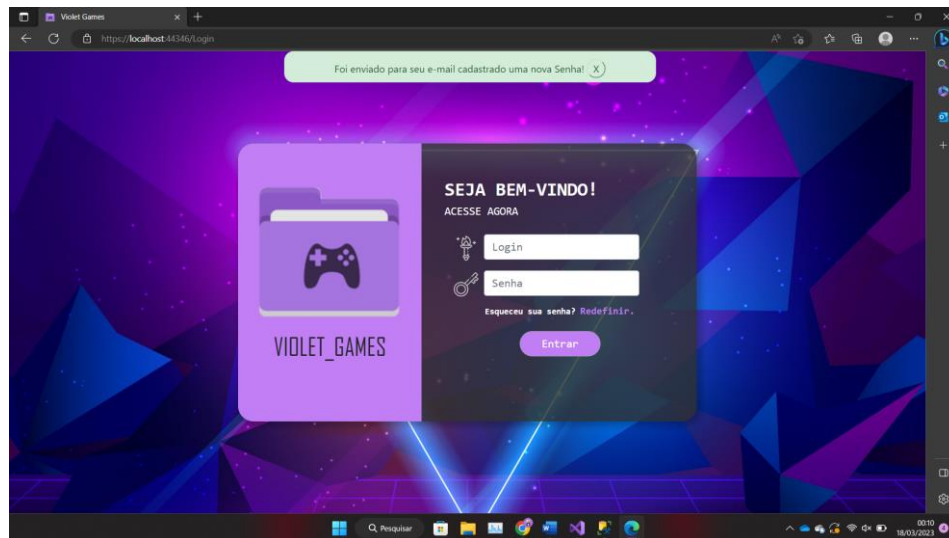 Violet Games
https://localhost:44346/Login
Foi enviado para seu e-mail cadastrado uma nova Senha! X
SEJA BEM-VINDO!
ACESSE AGORA
Login
Senha
Esqueceu sua senha? Redefinir.
Entrar
VIOLET_GAMES
Pesquisar
00:10
18/03/2023